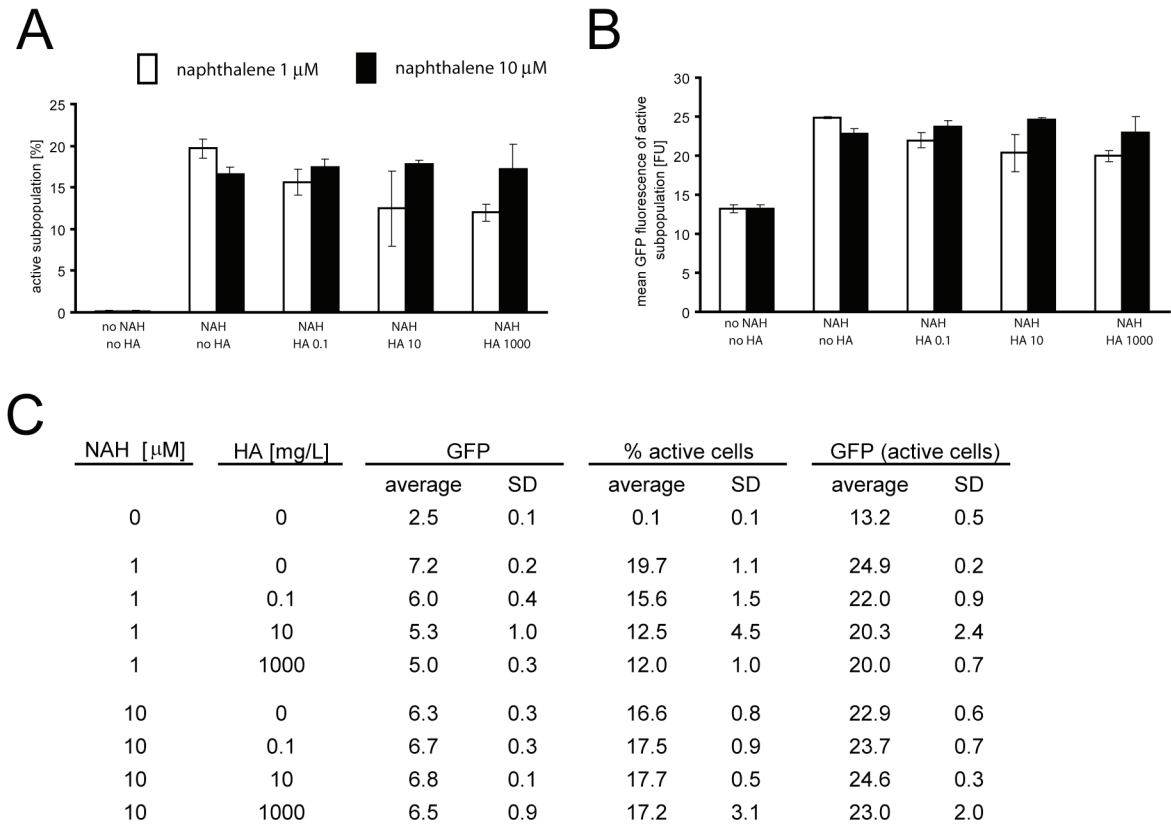 A
naphthalene 1 μM
naphthalene 10 μM
active subpopulation [%]
25
20
15
10
5
0
no NAH NAH NAH NAH NAH
no HA no HA HA 0.1 HA 10 HA 1000
B
mean GFP fluorescence of active
subpopulation [FU]
30
25
20
15
10
5
0
no NAH NAH NAH NAH NAH
no HA no HA HA 0.1 HA 10 HA 1000
C
NAH [μM] HA [mg/L] GFP % active cells GFP (active cells)
average SD average SD average SD
0 0 2.5 0.1 0.1 0.1 13.2 0.5
1 0 7.2 0.2 19.7 1.1 24.9 0.2
1 0.1 6.0 0.4 15.6 1.5 22.0 0.9
1 10 5.3 1.0 12.5 4.5 20.3 2.4
1 1000 5.0 0.3 12.0 1.0 20.0 0.7
10 0 6.3 0.3 16.6 0.8 22.9 0.6
10 0.1 6.7 0.3 17.5 0.9 23.7 0.7
10 10 6.8 0.1 17.7 0.5 24.6 0.3
10 1000 6.5 0.9 17.2 3.1 23.0 2.0